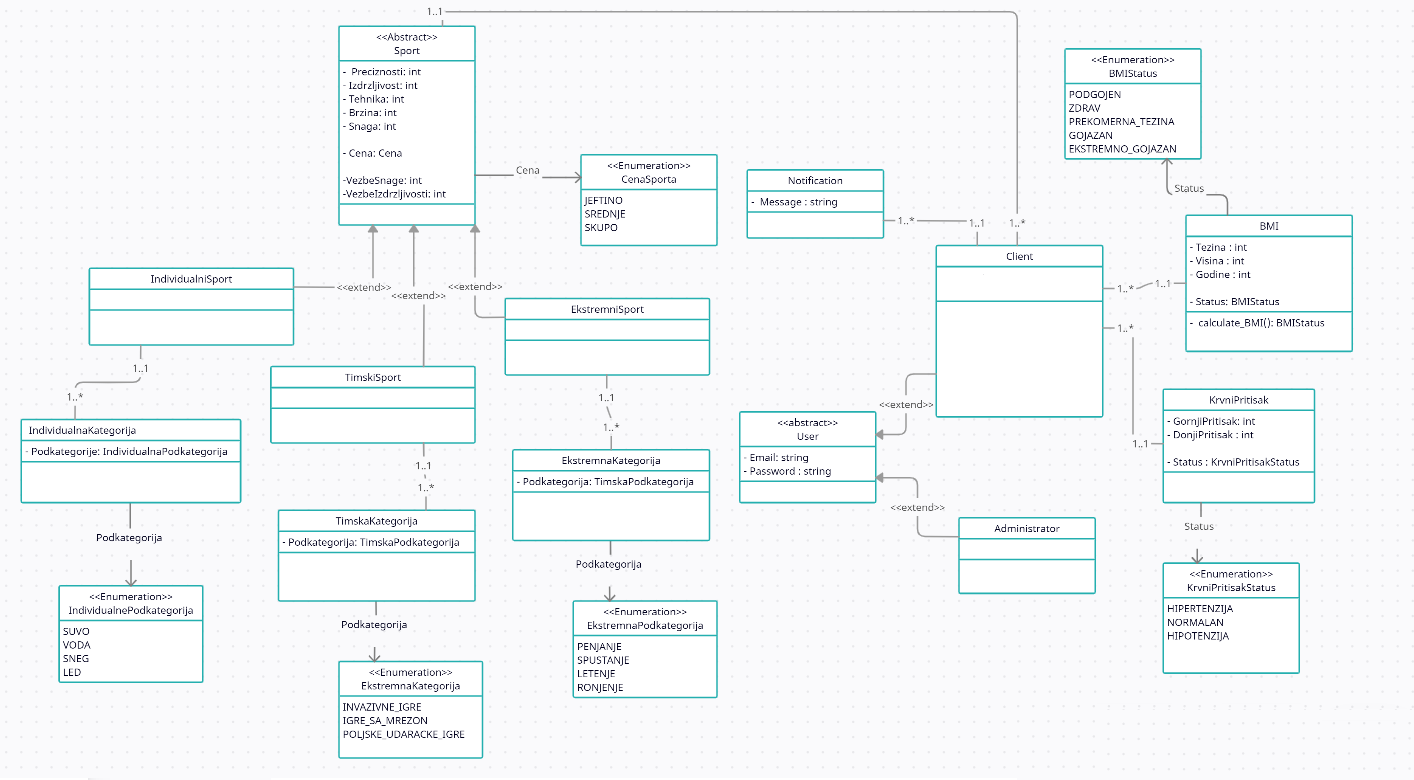 1..1
<<Abstract>>
Sport
- Preciznosti: int
- Izdrzljivost: int
- Tehnika: int
- Brzina: int
- Snaga: int
- Cena: Cena
-VezbeSnage: int
-VezbeIzdrzljivosti: int
Cena
<<Enumeration>>
CenaSporta
JEFTINO
SREDNJE
SKUPO
Notification
- Message : string
1..*
1..1
1..*
Client
<<Enumeration>>
BMIStatus
PODGOJEN
ZDRAV
PREKOMERNA_TEZINA
GOJAZAN
EKSTREMNO_GOJAZAN
Status
BMI
- Tezina : int
- Visina : int
- Godine : int
- Status: BMIStatus
- calculate_BMI(): BMIStatus
1..*
1..1
1..*
1..1
IndividualniSport
<<extend>>
<<extend>>
<<extend>>
EkstremniSport
TimskiSport
1..1
1..*
1..1
1..*
1..1
1..*
IndividualnaKategorija
- Podkategorije: IndividualnaPodkategorija
EkstremnaKategorija
- Podkategorija: TimskaPodkategorija
TimskaKategorija
- Podkategorija: TimskaPodkategorija
<<extend>>
<<abstract>>
User
- Email: string
- Password : string
<<extend>>
Administrator
KrvniPritisak
- GornjiPritisak: int
- DonjiPritisak : int
- Status : KrvniPritisakStatus
Status
<<Enumeration>>
KrvniPritisakStatus
HIPERTENZIJA
NORMALAN
HIPOTENZIJA
Podkategorija
<<Enumeration>>
IndividualnePodkategorija
SUVO
VODA
SNEG
LED
Podkategorija
<<Enumeration>>
EkstremnaKategorija
INVAZIVNE_IGRE
IGRE_SA_MREZON
POLJSKE_UDARACKE_IGRE
Podkategorija
<<Enumeration>>
EkstremnaPodkategorija
PENJANJE
SPUSTANJE
LETENJE
RONJENJE